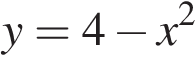 y = 4 − x²